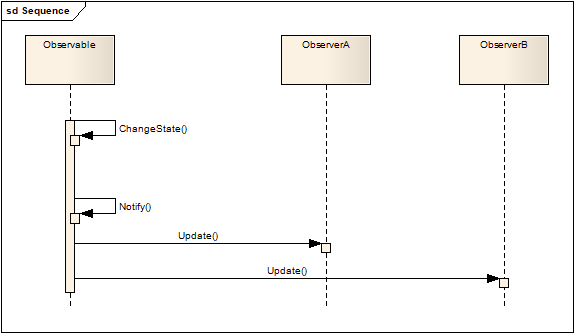 sd Sequence
Observable
ObserverA
ObserverB
ChangeState()
Notify()
Update()
Update()